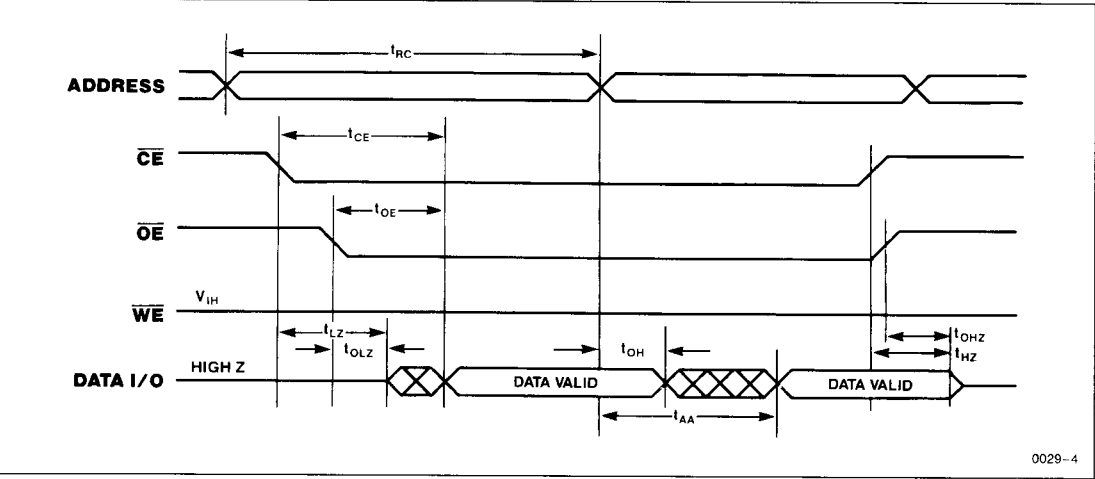 tRC
ADDRESS
tCE
CE
tOE
OE
VIH
WE
tLZ
tOHZ
tOLZ
tOH
tHZ
HIGH Z
DATA I/O
DATA VALID
DATA VALID
tAA
0029-4